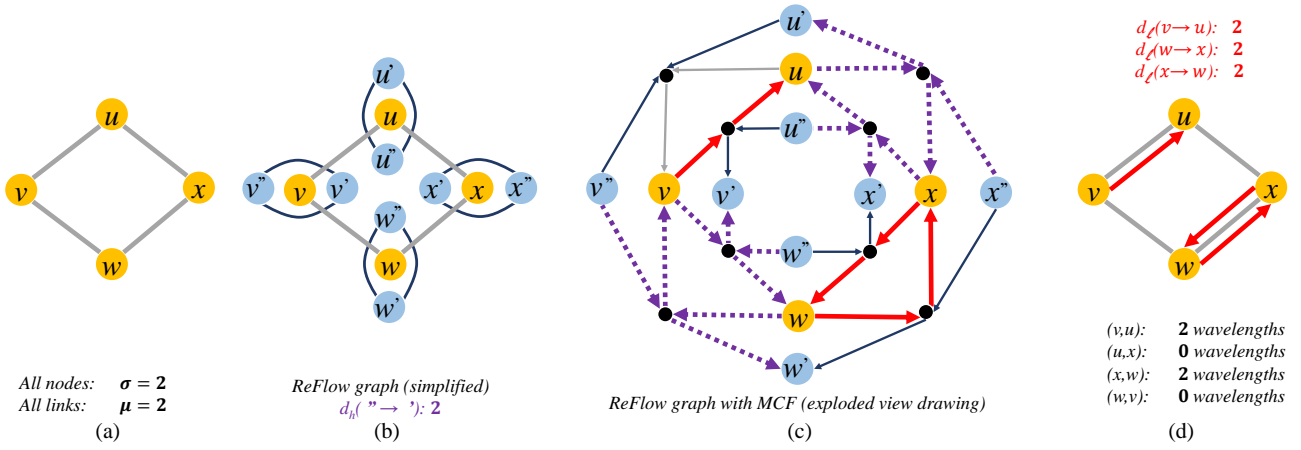 u
v
x
w
All nodes: σ = 2
All links: μ = 2
(a)
u'
u
u''
v''
v
v'
x'
x
x''
w''
w
w'
ReFlow graph (simplified)
d_h( '' → '): 2
(b)
u'
u
u''
v''
v
v'
x'
x
x''
w''
w
w'
ReFlow graph with MCF (exploded view drawing)
(c)
d_ℓ(v→ u): 2
d_ℓ(w→ x): 2
d_ℓ(x→ w): 2
u
v
x
w
(v,u): 2 wavelengths
(u,x): 0 wavelengths
(x,w): 2 wavelengths
(w,v): 0 wavelengths
(d)